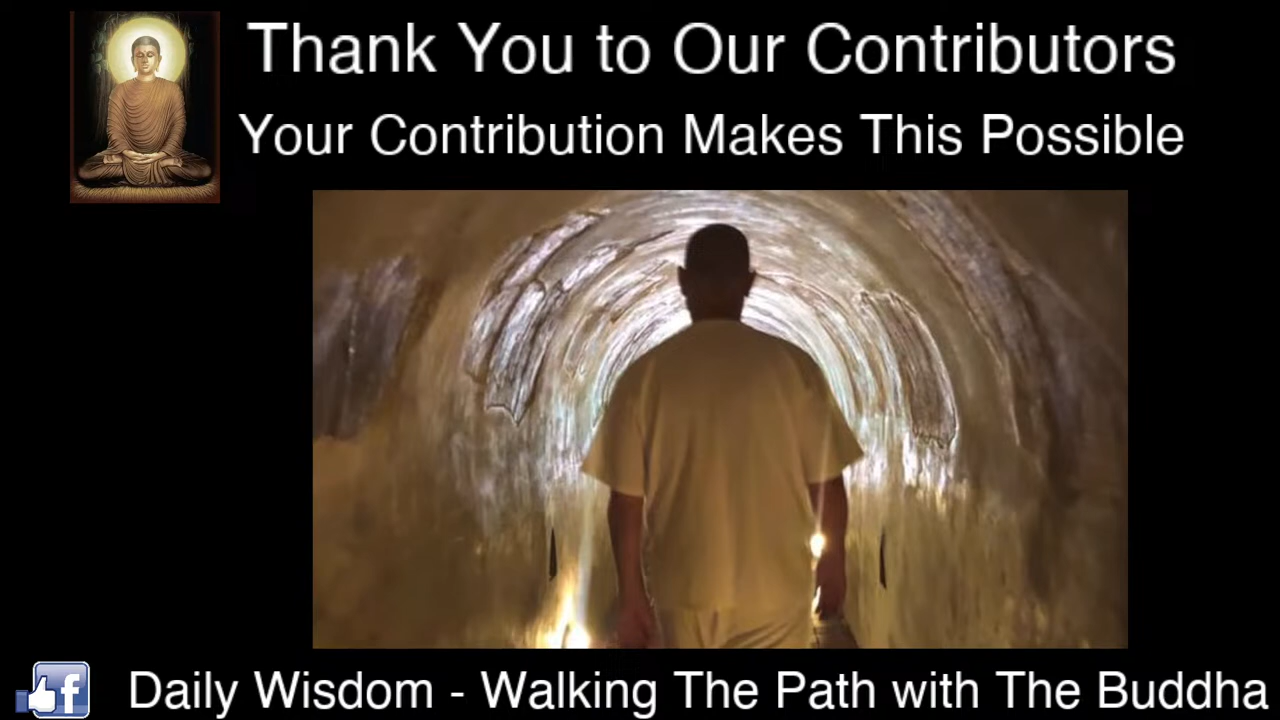 Thank You to Our Contributors
Your Contribution Makes This Possible
f
Daily Wisdom - Walking The Path with The Buddha